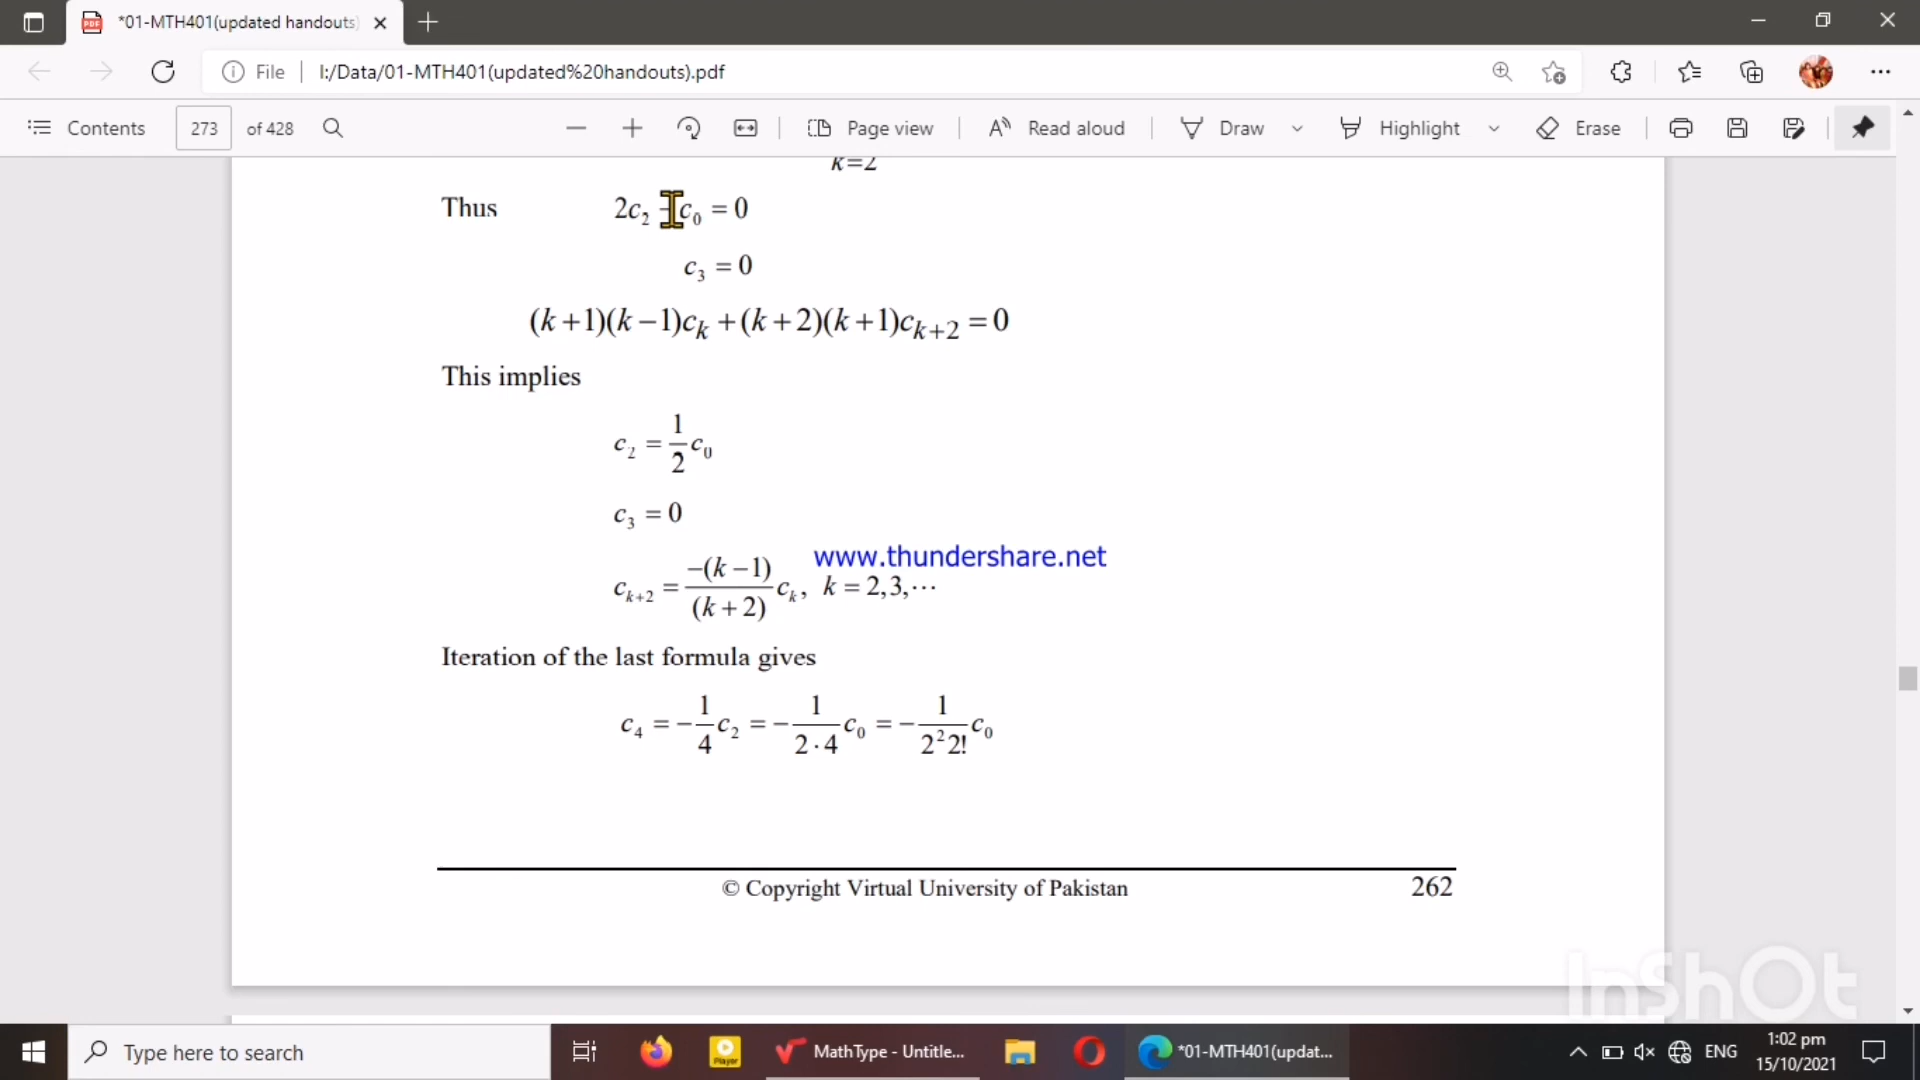 *01-MTH401(updated handouts)
File | I:/Data/01-MTH401(updated%20handouts).pdf
Contents 273 of 428 Page view Read aloud Draw Highlight Erase
k=2
Thus 2c₂ - c₀ = 0
c₃ = 0
(k+1)(k−1)cₖ + (k+2)(k+1)cₖ₊₂ = 0
This implies
c₂ = 1/2 c₀
c₃ = 0
www.thundershare.net
cₖ₊₂ = −(k−1)/(k+2) cₖ, k = 2,3,⋯
Iteration of the last formula gives
c₄ = −1/4 c₂ = −1/(2·4) c₀ = −1/(2²2!) c₀
© Copyright Virtual University of Pakistan 262
InShOt
Type here to search Player MathType - Untitle... *01-MTH401(updat... ENG 1:02 pm
15/10/2021